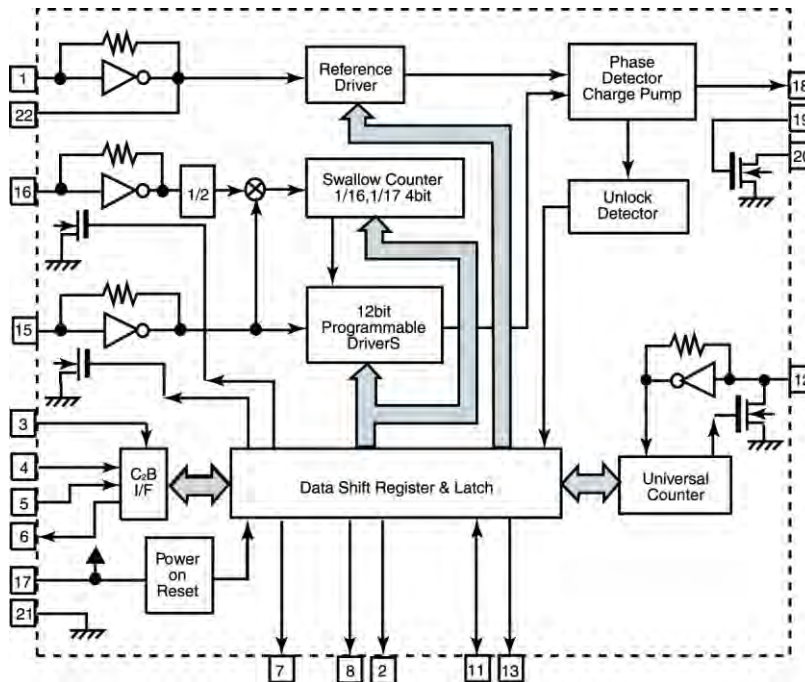 1
22
16
15
3
4
5
6
17
21
Reference
Driver
Phase
Detector
Charge Pump
18
19
20
1/2
Swallow Counter
1/16,1/17 4bit
Unlock
Detector
12bit
Programmable
DriverS
12
C₂B
I/F
Data Shift Register & Latch
Universal
Counter
Power
on
Reset
7
8
2
11
13